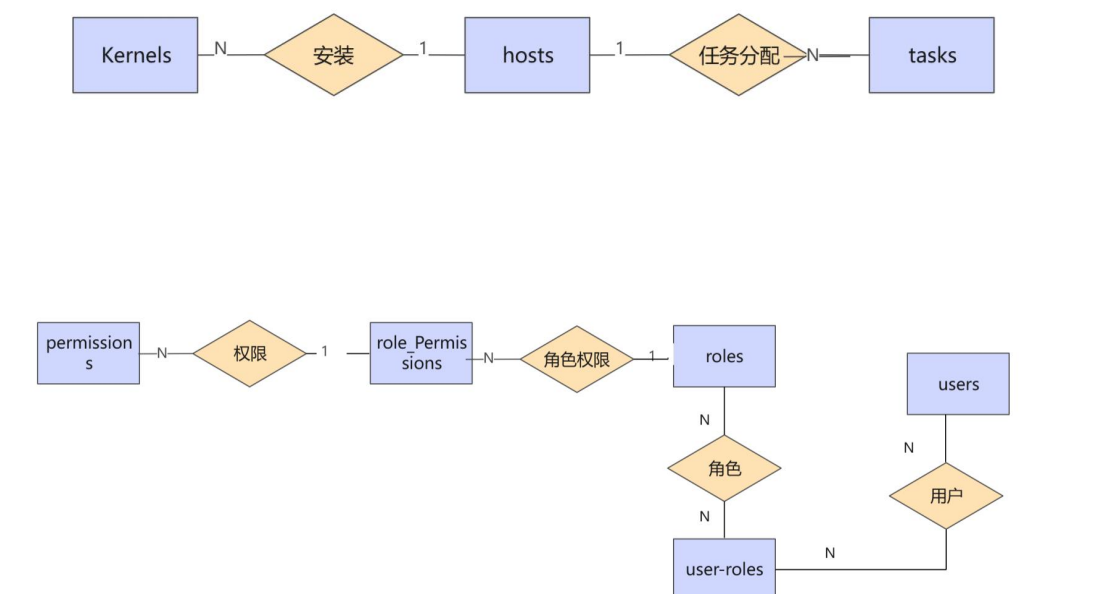 Kernels
N
安装
1
hosts
1
任务分配
N
tasks
permission
s
N
权限
1
role_Permis
sions
N
角色权限
1
roles
users
N
N
角色
用户
N
N
user-roles